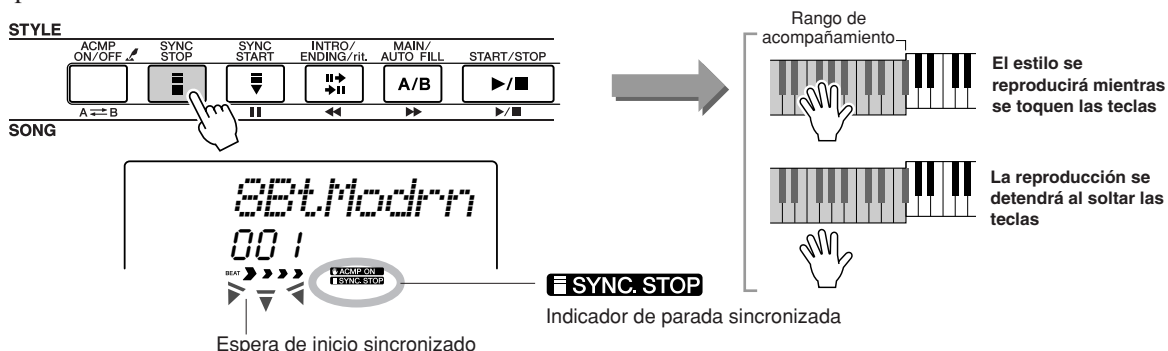 STYLE
ACMP
ON/OFF
SYNC
STOP
SYNC
START
INTRO/
ENDING/rit.
MAIN/
AUTO FILL
START/STOP
A/B
A B
SONG
8Bt.Modrn
001
BEAT
ACMP ON
SYNC. STOP
SYNC. STOP
Indicador de parada sincronizada
Espera de inicio sincronizado
Rango de
acompañamiento
El estilo se
reproducirá mientras
se toquen las teclas
La reproducción se
detendrá al soltar las
teclas